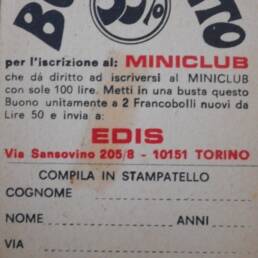 35%
per l'iscrizione al: MINICLUB
che dá diritto ad iscriversi al MINICLUB
con sole 100 lire. Metti in una busta questo
Buono unitamente a 2 Francobolli nuovi da
Lire 50 e invia a:
EDIS
Via Sansovino 205/8 - 10151 TORINO
COMPILA IN STAMPATELLO
COGNOME
NOME ANNI
VIA